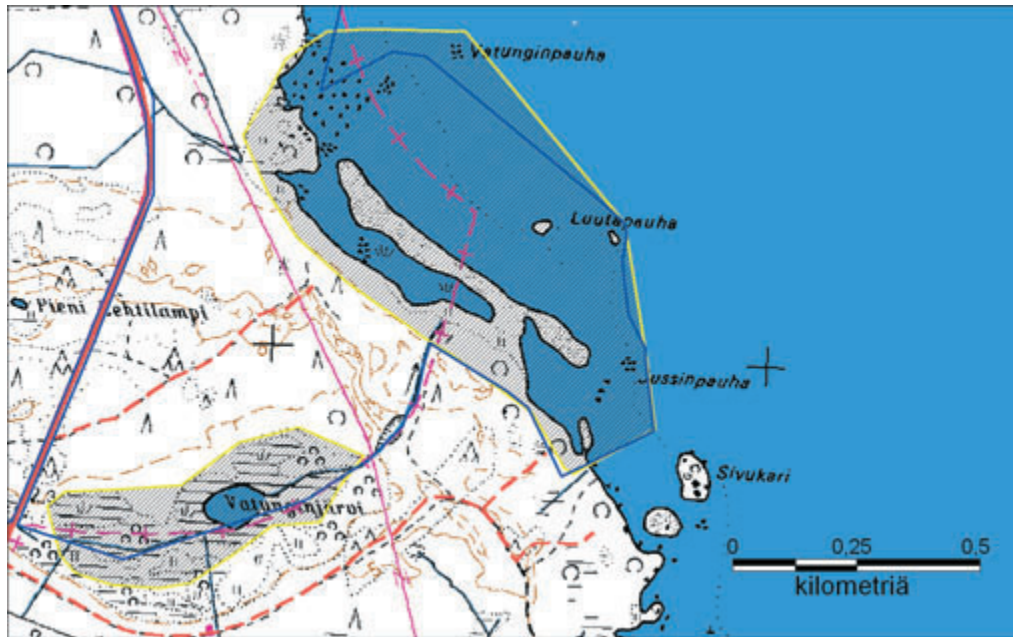 Vatunginpauha
Luutapauha
Pieni Lehtilampi
Jussinpauha
Sivukari
Vatunginjärvi
0 0,25 0,5
kilometriä